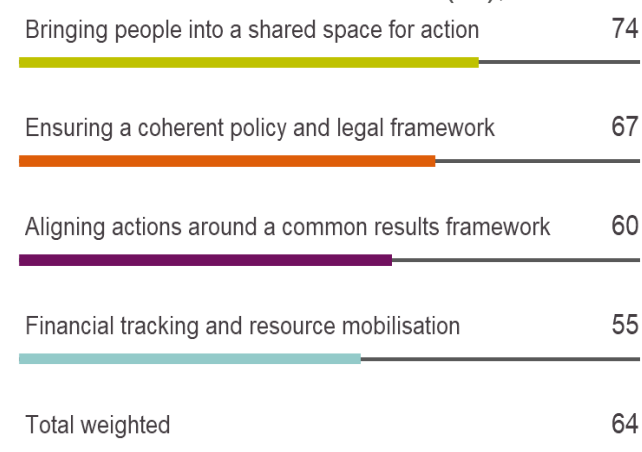 Bringing people into a shared space for action 74
Ensuring a coherent policy and legal framework 67
Aligning actions around a common results framework 60
Financial tracking and resource mobilisation 55
Total weighted 64